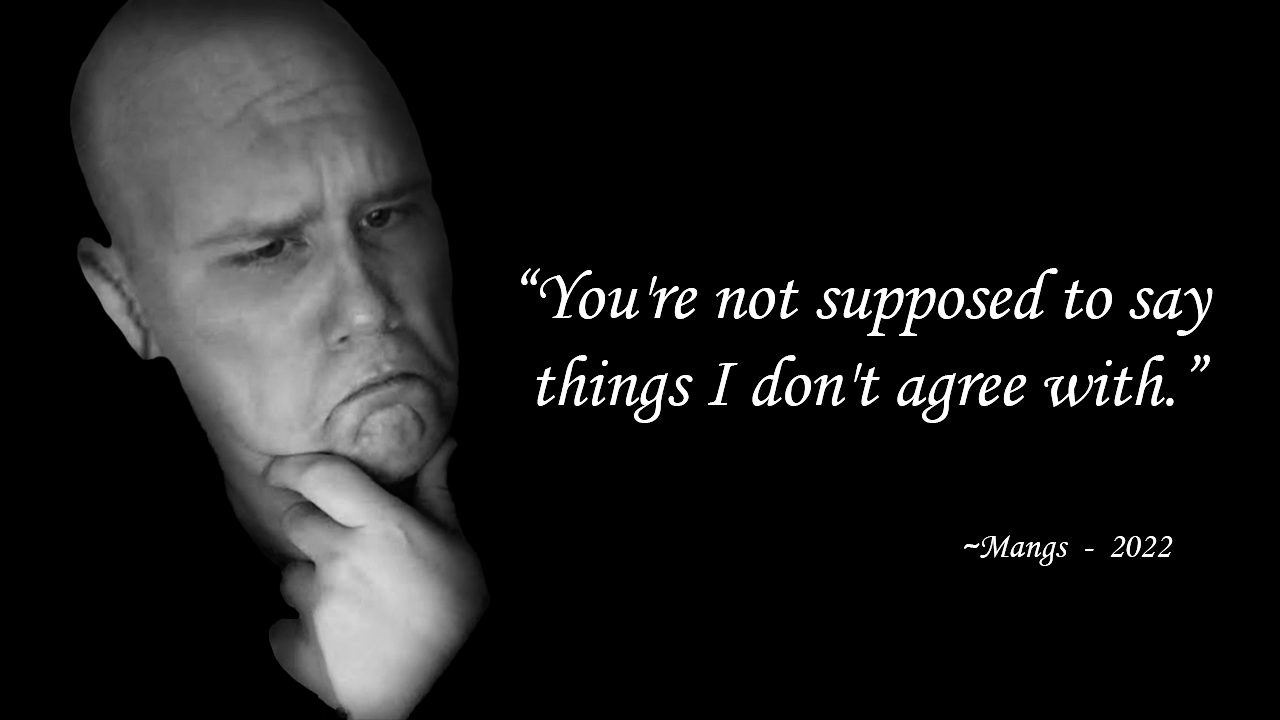 “You're not supposed to say
things I don't agree with.”
~Mangs - 2022